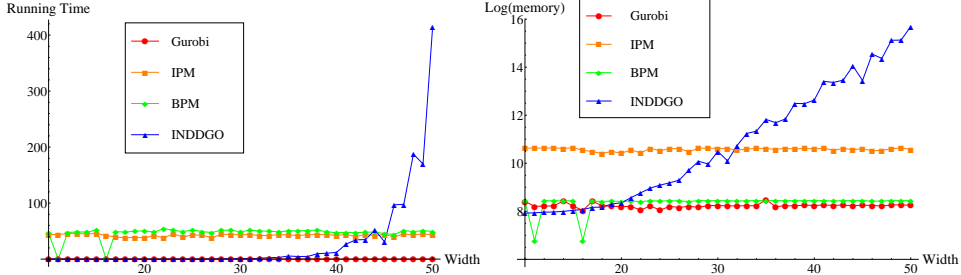 Running Time
400
300
200
100
20
30
40
50
Width
Gurobi
IPM
BPM
INDDGO
Log(memory)
16
14
12
10
8
20
30
40
50
Width
Gurobi
IPM
BPM
INDDGO